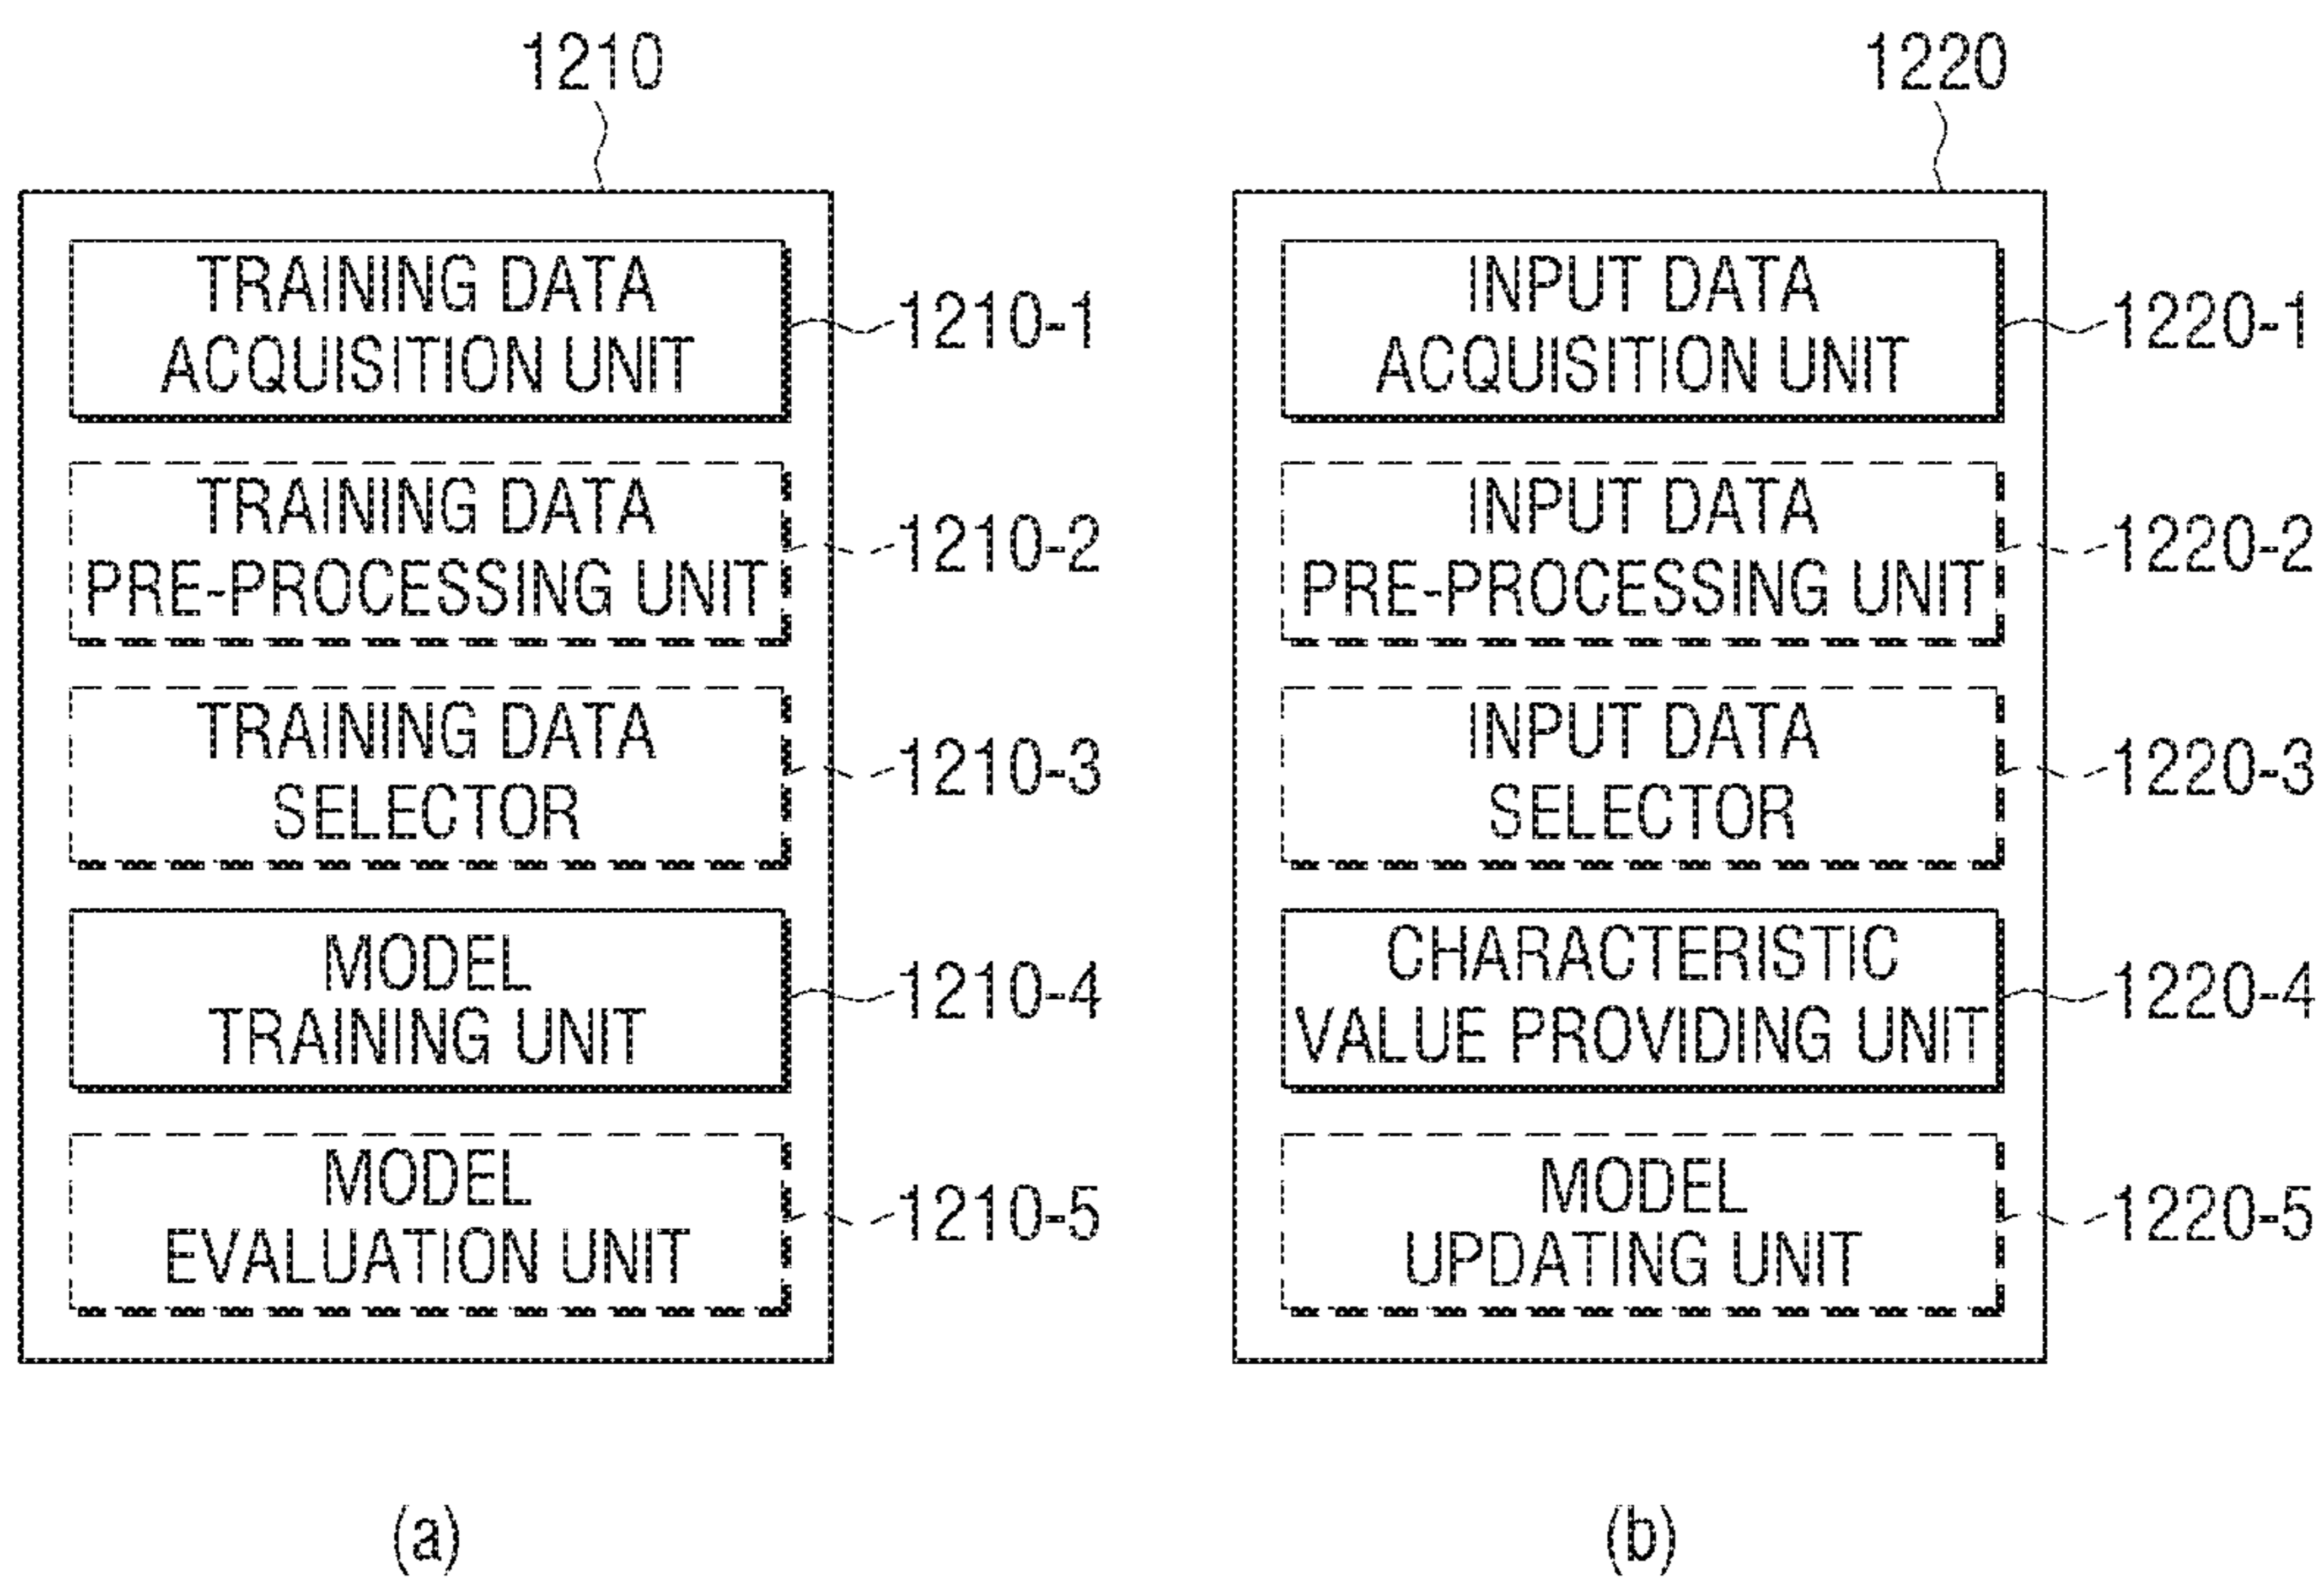 1210
TRAINING DATA
ACQUISITION UNIT
1210-1
TRAINING DATA
PRE-PROCESSING UNIT
1210-2
TRAINING DATA
SELECTOR
1210-3
MODEL
TRAINING UNIT
1210-4
MODEL
EVALUATION UNIT
1210-5
(a)
1220
INPUT DATA
ACQUISITION UNIT
1220-1
INPUT DATA
PRE-PROCESSING UNIT
1220-2
INPUT DATA
SELECTOR
1220-3
CHARACTERISTIC
VALUE PROVIDING UNIT
1220-4
MODEL
UPDATING UNIT
1220-5
(b)